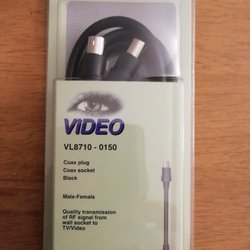 VIDEO
VL8710 - 0150
Coax plug
Coax socket
Black
Male-Female
Quality transmission
of RF signal from
wall socket to
TV/Video